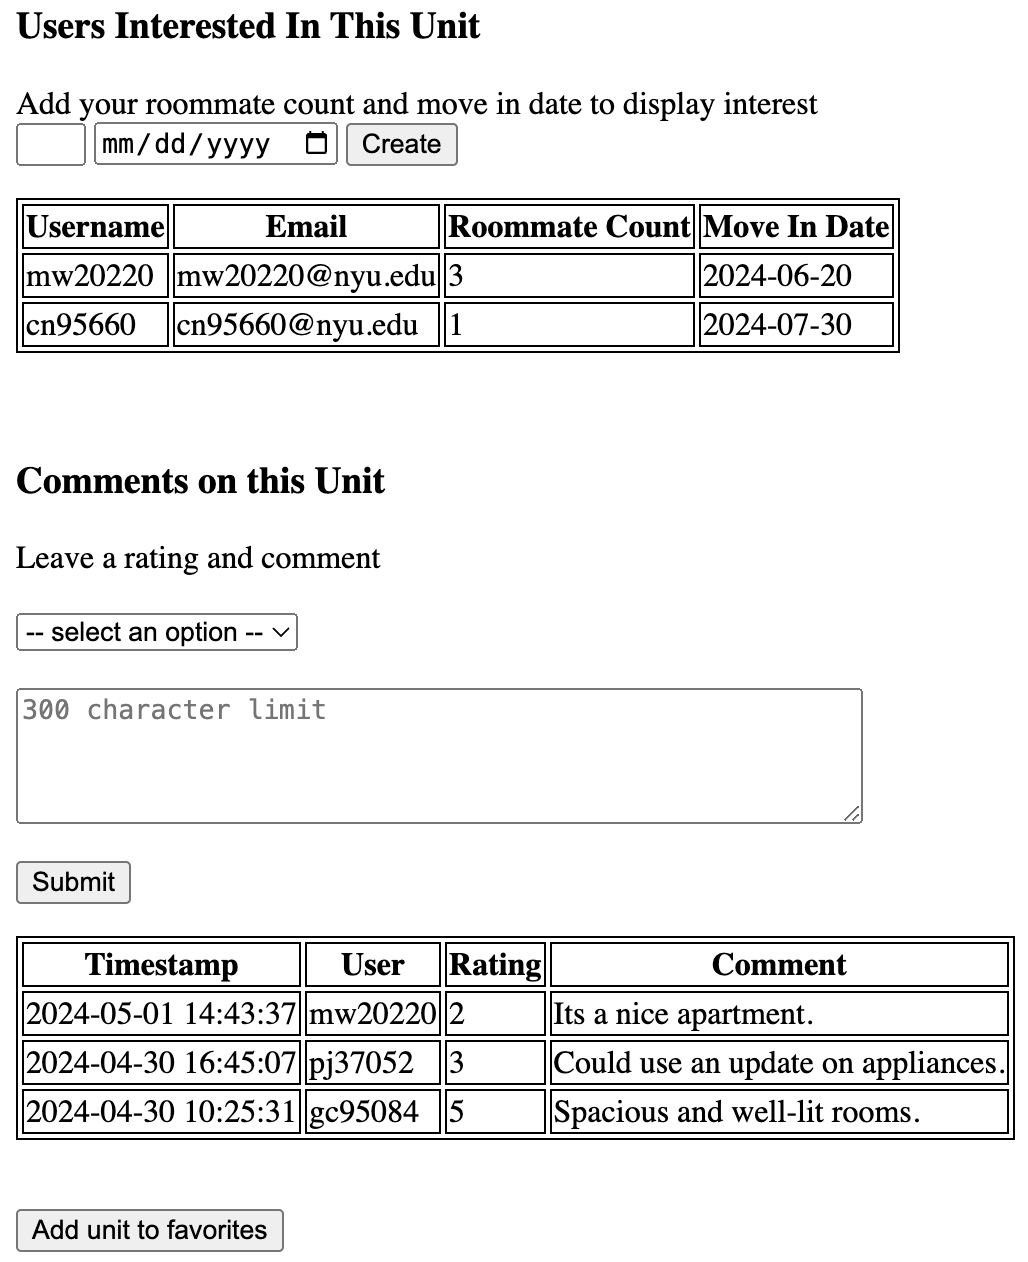 Users Interested In This Unit
Add your roommate count and move in date to display interest
mm/dd/yyyy Create
Username Email Roommate Count Move In Date
mw20220 mw20220@nyu.edu 3 2024-06-20
cn95660 cn95660@nyu.edu 1 2024-07-30
Comments on this Unit
Leave a rating and comment
-- select an option --
300 character limit
Submit
Timestamp User Rating Comment
2024-05-01 14:43:37 mw20220 2 Its a nice apartment.
2024-04-30 16:45:07 pj37052 3 Could use an update on appliances.
2024-04-30 10:25:31 gc95084 5 Spacious and well-lit rooms.
Add unit to favorites